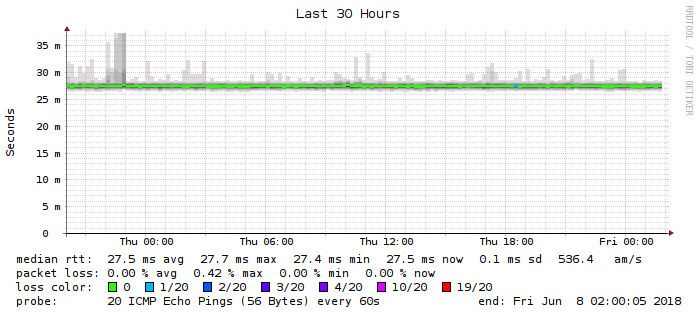 Last 30 Hours
RRDTOOL / TOBI OETIKER
Seconds
35 m
30 m
25 m
20 m
15 m
10 m
5 m
0
Thu 00:00 Thu 06:00 Thu 12:00 Thu 18:00 Fri 00:00
median rtt: 27.5 ms avg 27.7 ms max 27.4 ms min 27.5 ms now 0.1 ms sd 536.4 am/s
packet loss: 0.00 % avg 0.42 % max 0.00 % min 0.00 % now
loss color: 0 1/20 2/20 3/20 4/20 10/20 19/20
probe: 20 ICMP Echo Pings (56 Bytes) every 60s end: Fri Jun 8 02:00:05 2018